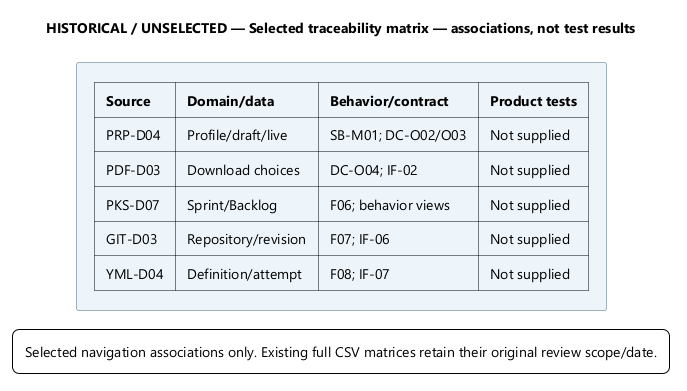 HISTORICAL / UNSELECTED — Selected traceability matrix — associations, not test results
Source Domain/data Behavior/contract Product tests
PRP-D04 Profile/draft/live SB-M01; DC-O02/O03 Not supplied
PDF-D03 Download choices DC-O04; IF-02 Not supplied
PKS-D07 Sprint/Backlog F06; behavior views Not supplied
GIT-D03 Repository/revision F07; IF-06 Not supplied
YML-D04 Definition/attempt F08; IF-07 Not supplied
Selected navigation associations only. Existing full CSV matrices retain their original review scope/date.